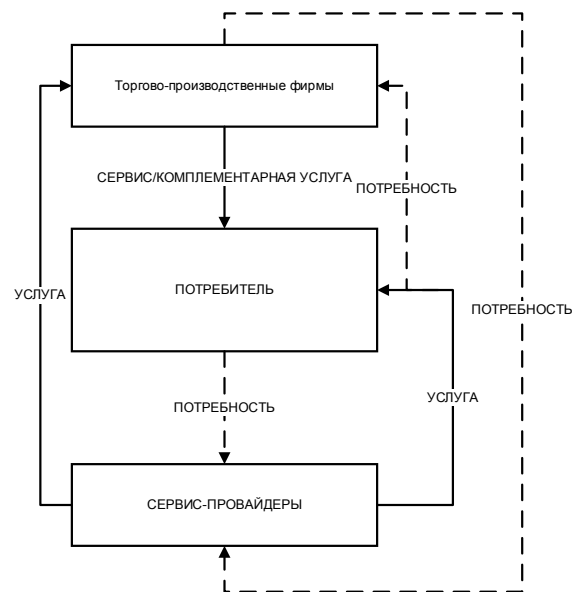 Торгово-производственные фирмы
СЕРВИС/КОМПЛЕМЕНТАРНАЯ УСЛУГА
ПОТРЕБНОСТЬ
ПОТРЕБИТЕЛЬ
УСЛУГА
ПОТРЕБНОСТЬ
УСЛУГА
ПОТРЕБНОСТЬ
СЕРВИС-ПРОВАЙДЕРЫ